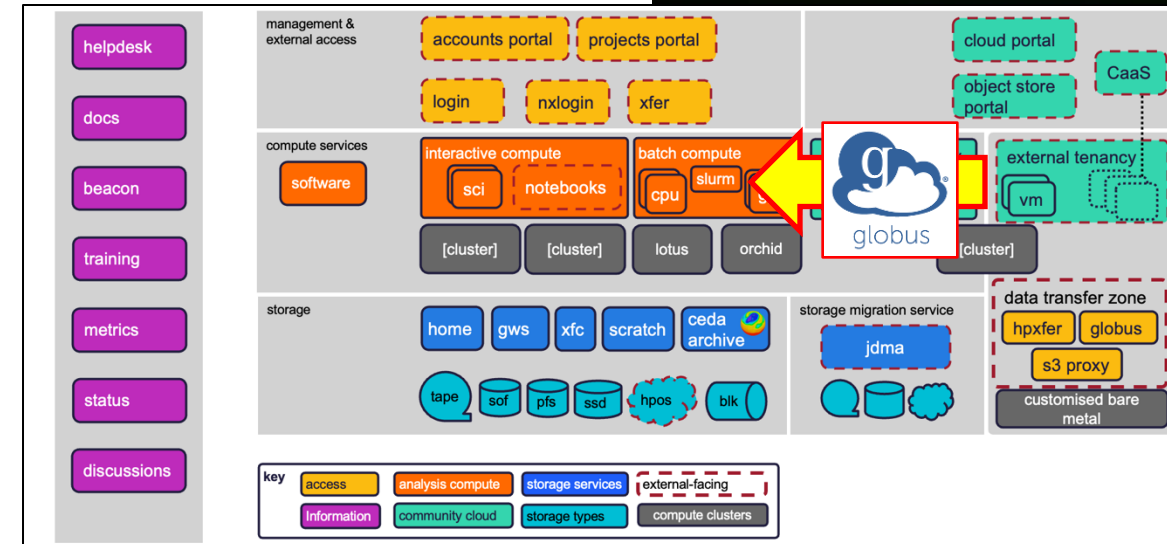 helpdesk
docs
beacon
training
metrics
status
discussions
management &
external access
accounts portal
projects portal
login
nxlogin
xfer
cloud portal
object store
portal
CaaS
compute services
software
interactive compute
sci
notebooks
batch compute
cpu
slurm
g
globus
external tenancy
vm
[cluster]
[cluster]
lotus
orchid
[cluster]
storage
home
gws
xfc
scratch
ceda
archive
tape
sof
pfs
ssd
hpos
blk
storage migration service
jdma
data transfer zone
hpxfer
globus
s3 proxy
customised bare
metal
key
access
analysis compute
storage services
external-facing
Information
community cloud
storage types
compute clusters